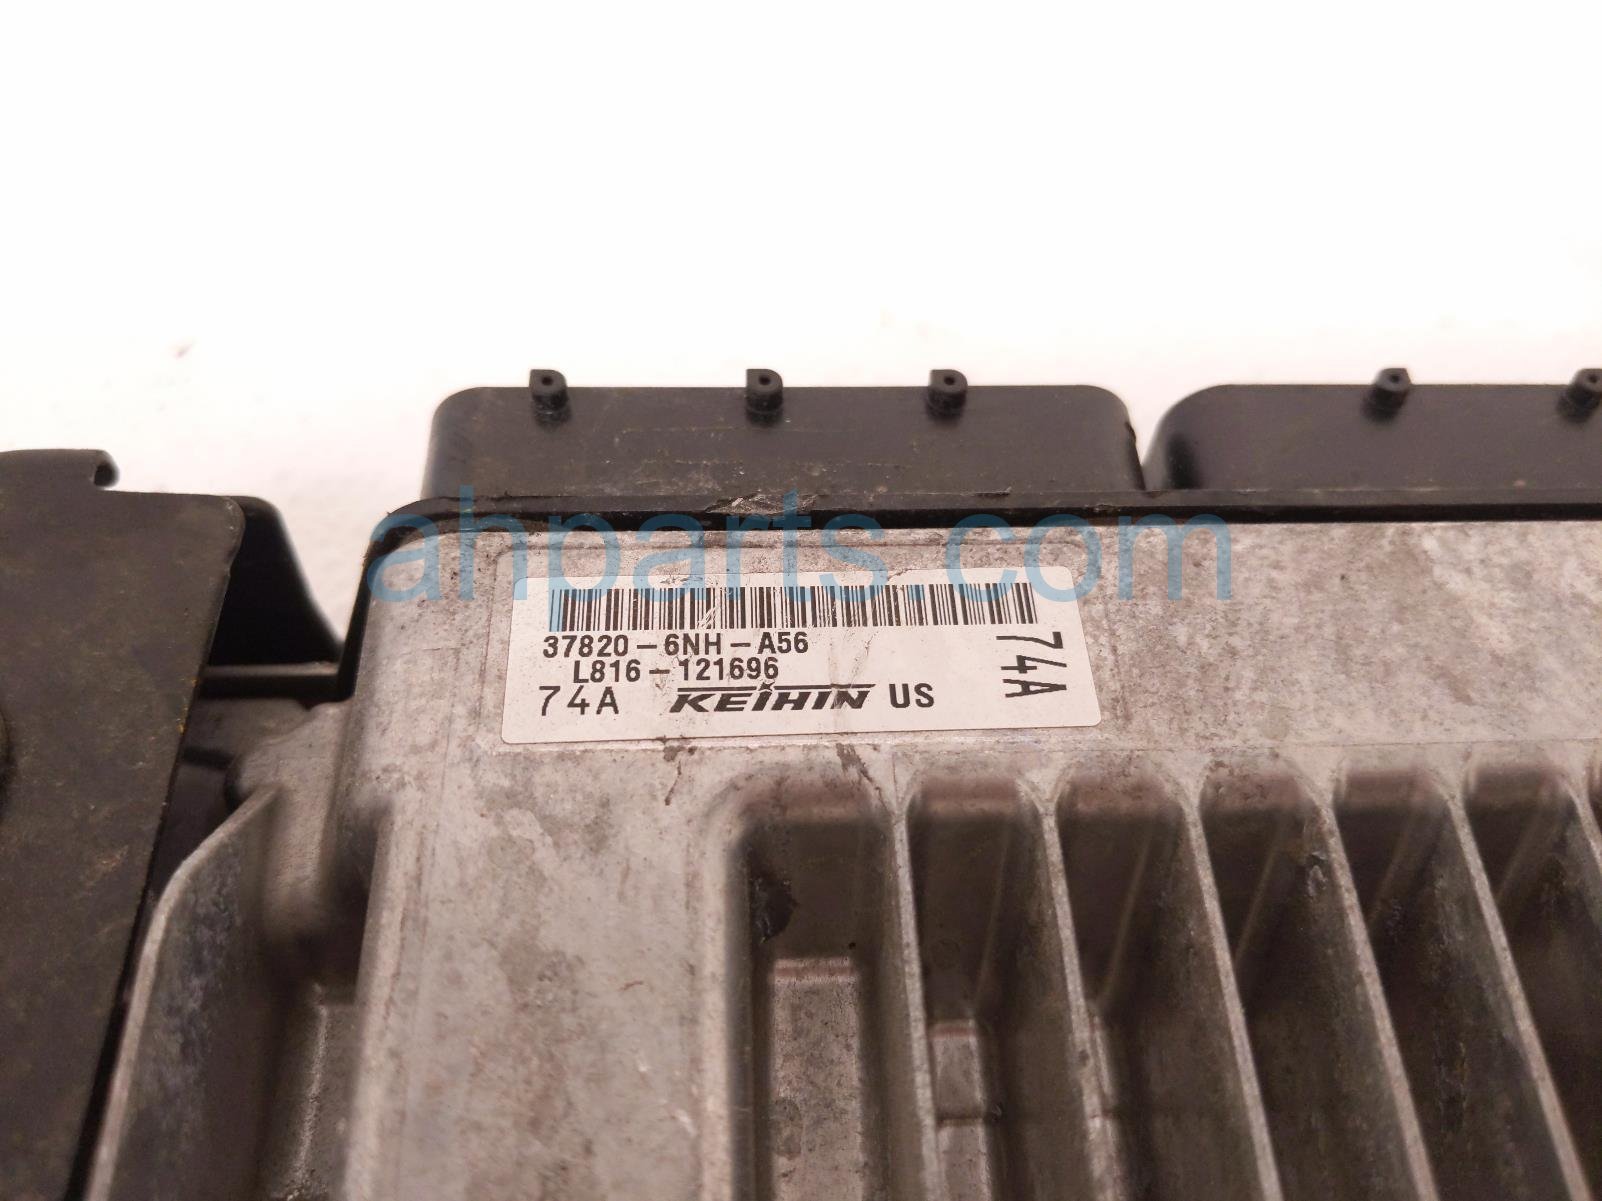 ahparts.com
37820-6NH-A56
L816-121696
74A KEIHIN US
74A